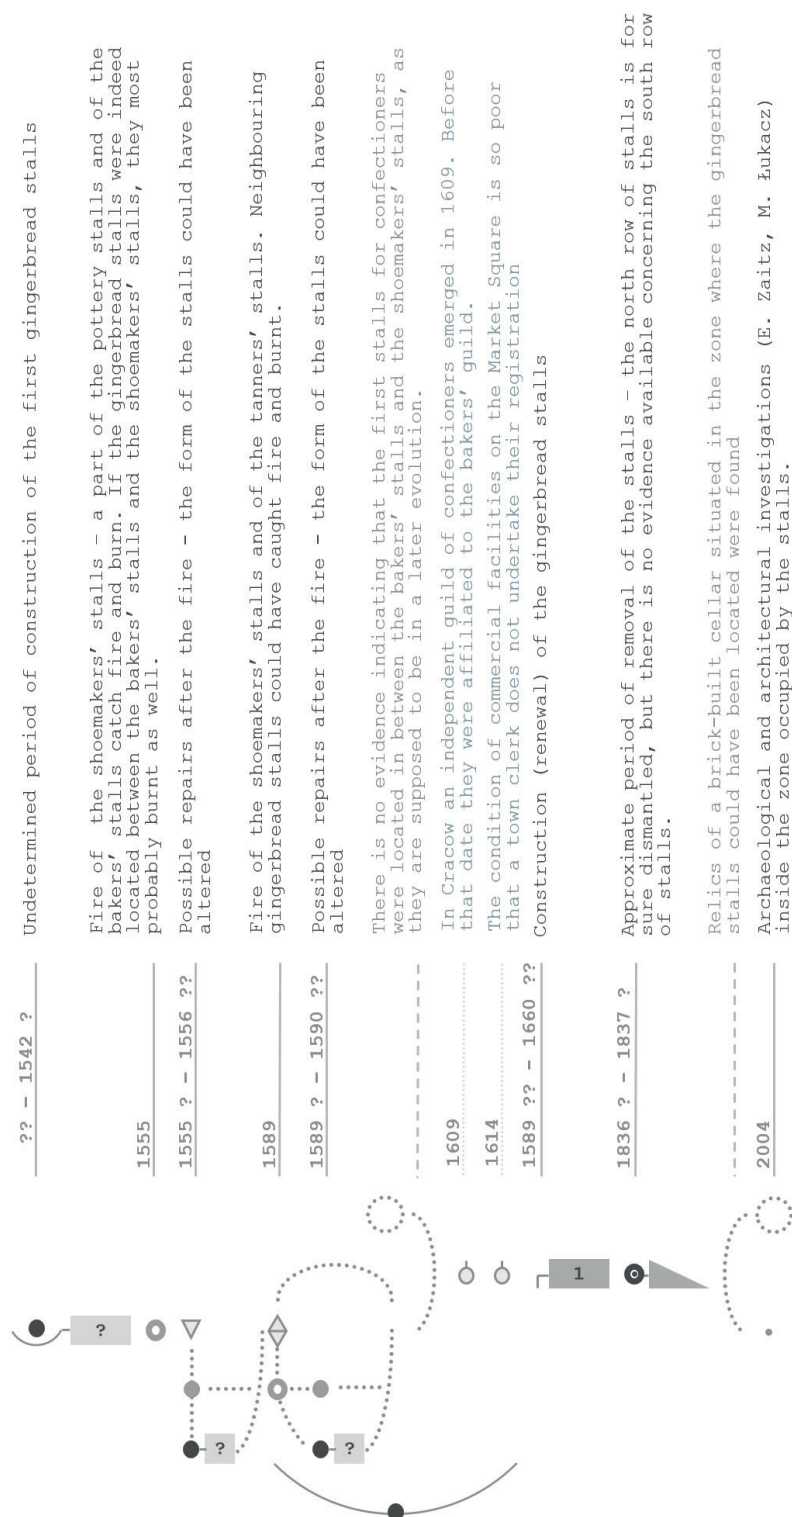 ?? – 1542 ?
Undetermined period of construction of the first gingerbread stalls
1555
Fire of the shoemakers' stalls – a part of the pottery stalls and of the
bakers' stalls catch fire and burn. If the gingerbread stalls were indeed
located between the bakers' stalls and the shoemakers' stalls, they most
probably burnt as well.
1555 ? – 1556 ??
Possible repairs after the fire – the form of the stalls could have been
altered
1589
Fire of the shoemakers' stalls and of the tanners' stalls. Neighbouring
gingerbread stalls could have caught fire and burnt.
1589 ? – 1590 ??
Possible repairs after the fire – the form of the stalls could have been
altered
There is no evidence indicating that the first stalls for confectioners
were located in between the bakers' stalls and the shoemakers' stalls, as
they are supposed to be in a later evolution.
1609
In Cracow an independent guild of confectioners emerged in 1609. Before
that date they were affiliated to the bakers' guild.
1614
The condition of commercial facilities on the Market Square is so poor
that a town clerk does not undertake their registration
1589 ?? – 1660 ??
Construction (renewal) of the gingerbread stalls
1836 ? – 1837 ?
Approximate period of removal of the stalls – the north row of stalls is for
sure dismantled, but there is no evidence available concerning the south row
of stalls.
Relics of a brick-built cellar situated in the zone where the gingerbread
stalls could have been located were found
2004
Archaeological and architectural investigations (E. Zaitz, M. Łukacz)
inside the zone occupied by the stalls.
?
?
?
1